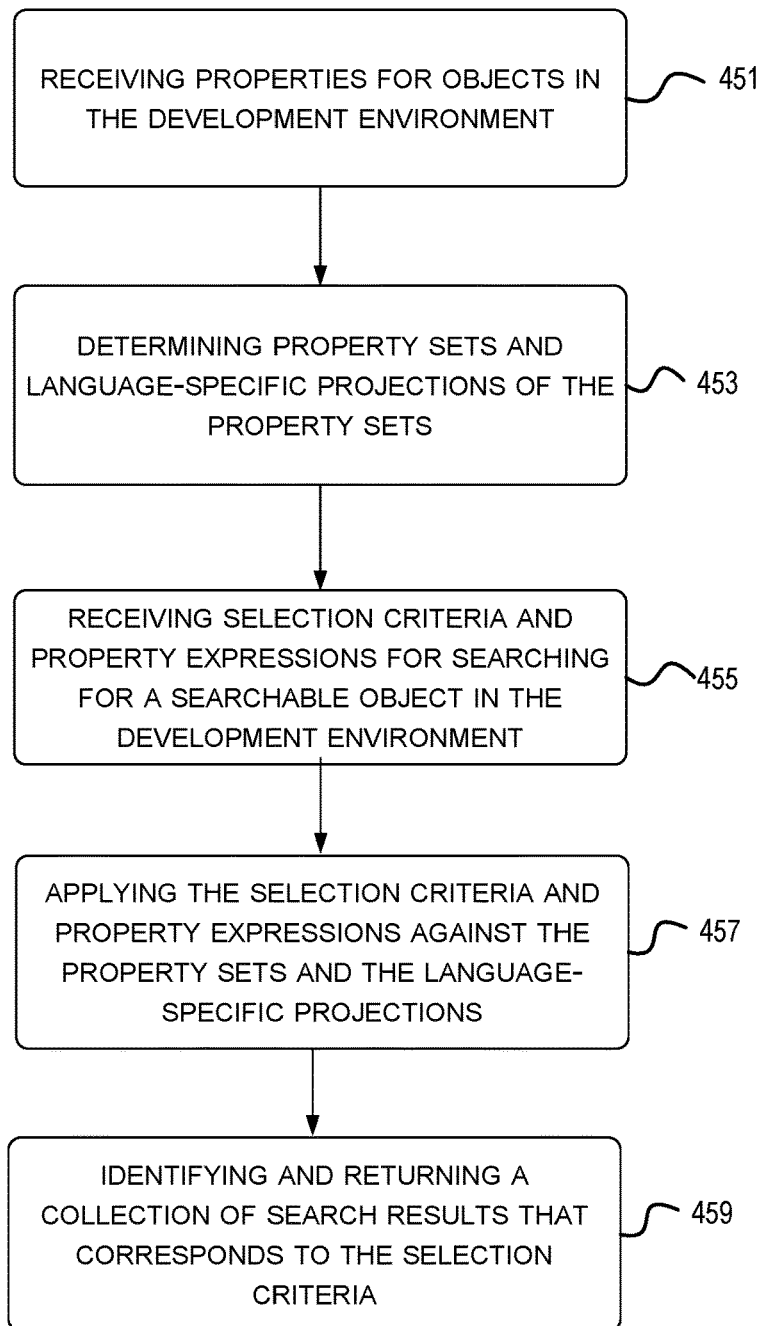 RECEIVING PROPERTIES FOR OBJECTS IN
THE DEVELOPMENT ENVIRONMENT
451
DETERMINING PROPERTY SETS AND
LANGUAGE-SPECIFIC PROJECTIONS OF THE
PROPERTY SETS
453
RECEIVING SELECTION CRITERIA AND
PROPERTY EXPRESSIONS FOR SEARCHING
FOR A SEARCHABLE OBJECT IN THE
DEVELOPMENT ENVIRONMENT
455
APPLYING THE SELECTION CRITERIA AND
PROPERTY EXPRESSIONS AGAINST THE
PROPERTY SETS AND THE LANGUAGE-
SPECIFIC PROJECTIONS
457
IDENTIFYING AND RETURNING A
COLLECTION OF SEARCH RESULTS THAT
CORRESPONDS TO THE SELECTION
CRITERIA
459